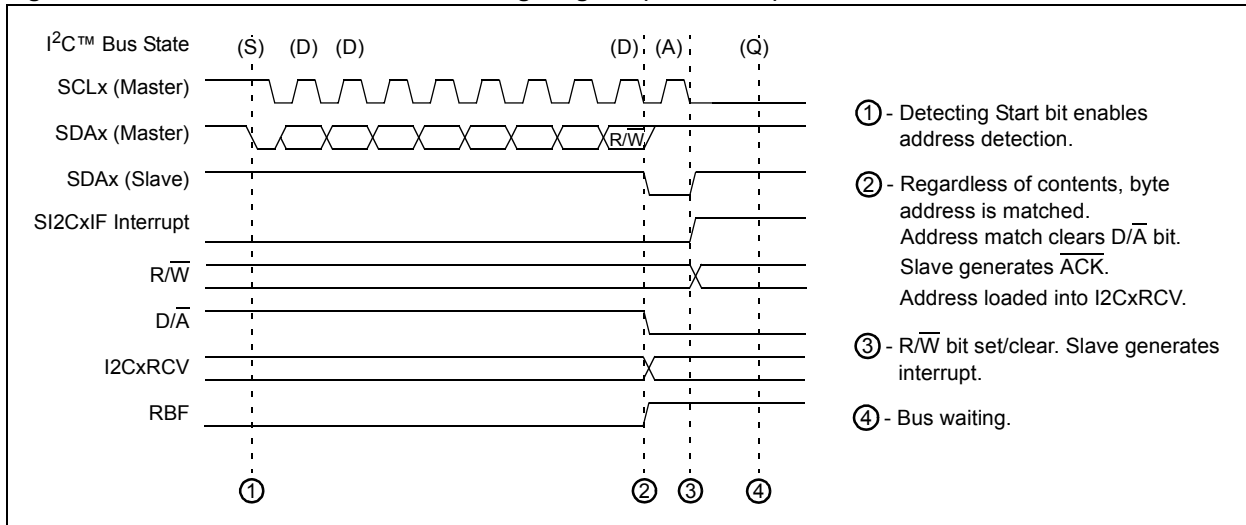 I²C™ Bus State (S) (D) (D) (D) (A) (Q)
SCLx (Master)
SDAx (Master) R/W̅
SDAx (Slave)
SI2CxIF Interrupt
R/W̅
D/A̅
I2CxRCV
RBF
① ② ③ ④
① - Detecting Start bit enables
address detection.
② - Regardless of contents, byte
address is matched.
Address match clears D/A̅ bit.
Slave generates A̅C̅K̅.
Address loaded into I2CxRCV.
③ - R/W̅ bit set/clear. Slave generates
interrupt.
④ - Bus waiting.